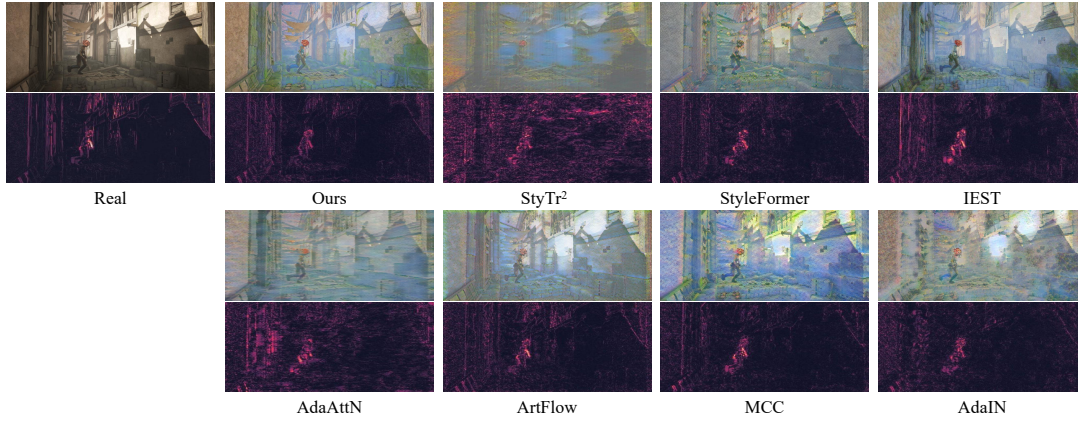 Real
Ours
StyTr²
StyleFormer
IEST
AdaAttN
ArtFlow
MCC
AdaIN